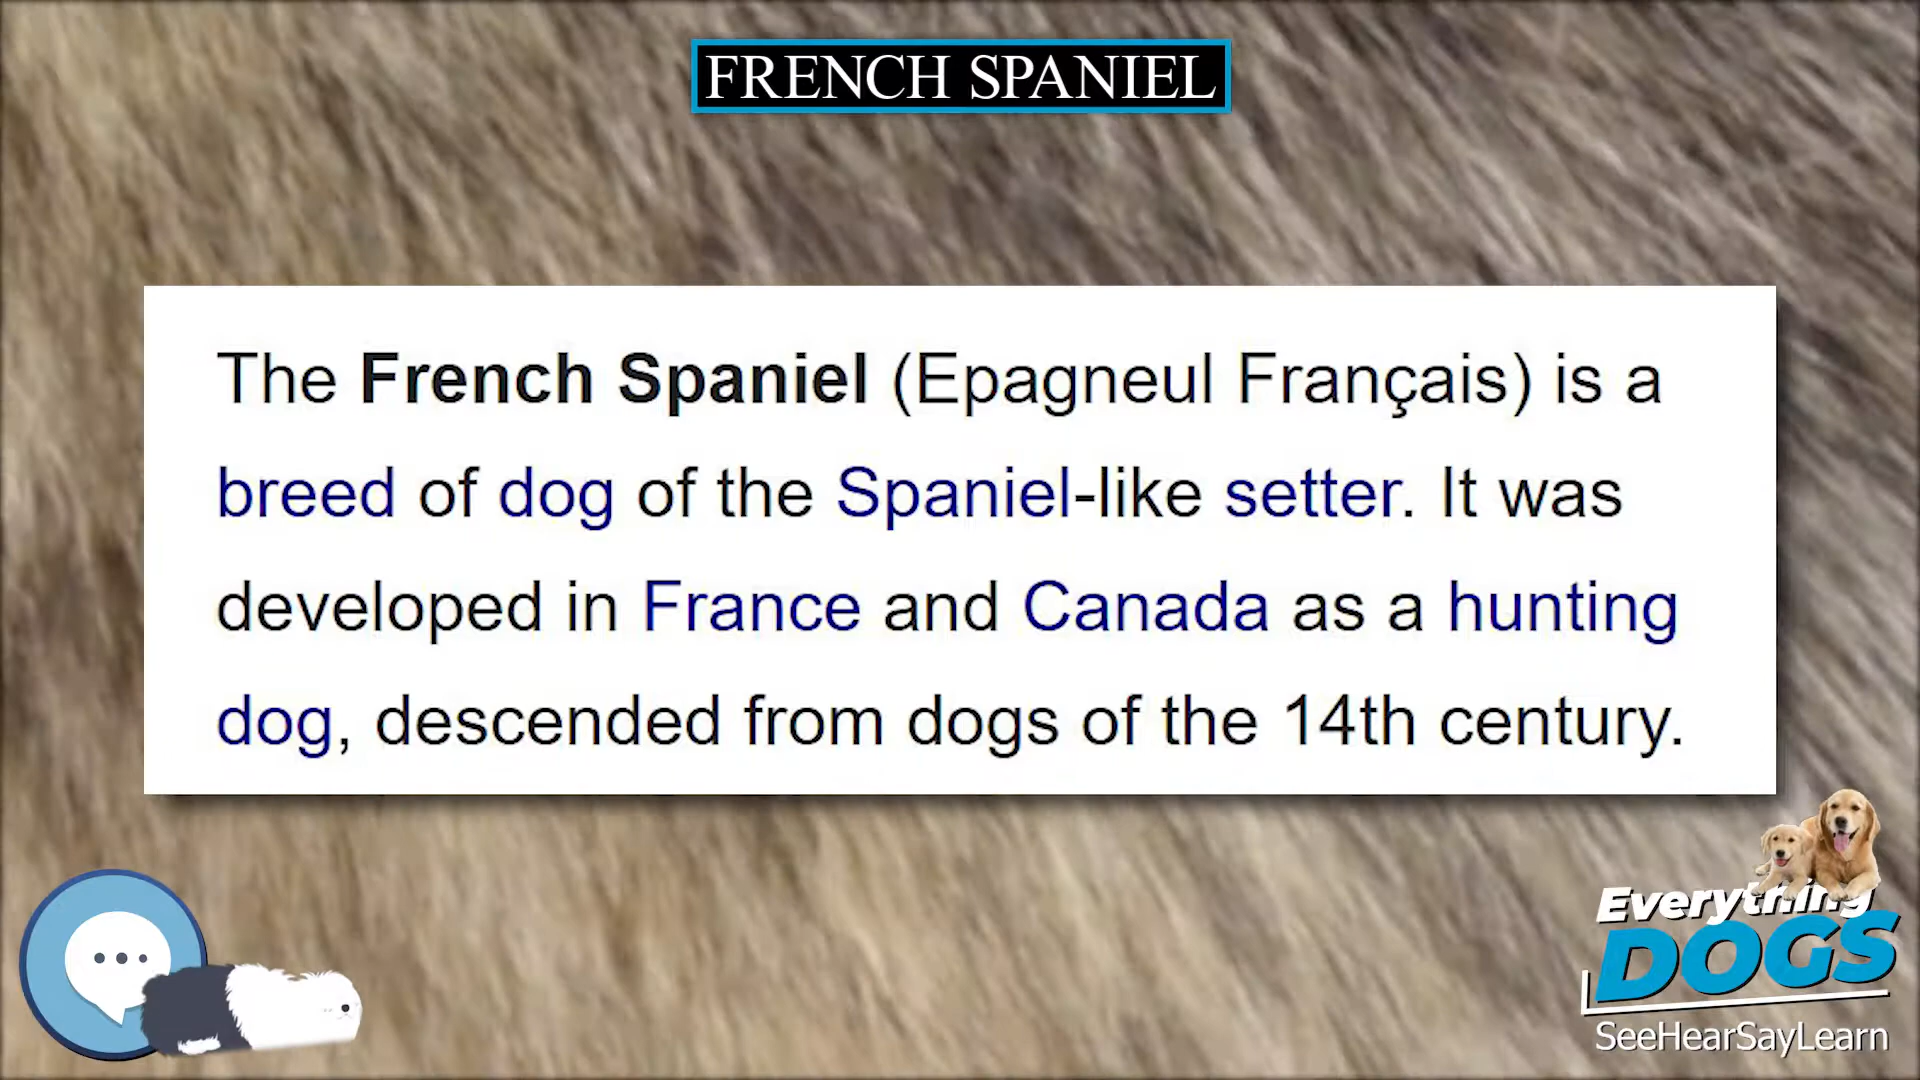 FRENCH SPANIEL
The French Spaniel (Epagneul Français) is a
breed of dog of the Spaniel-like setter. It was
developed in France and Canada as a hunting
dog, descended from dogs of the 14th century.
Everything
DOGS
SeeHearSayLearn